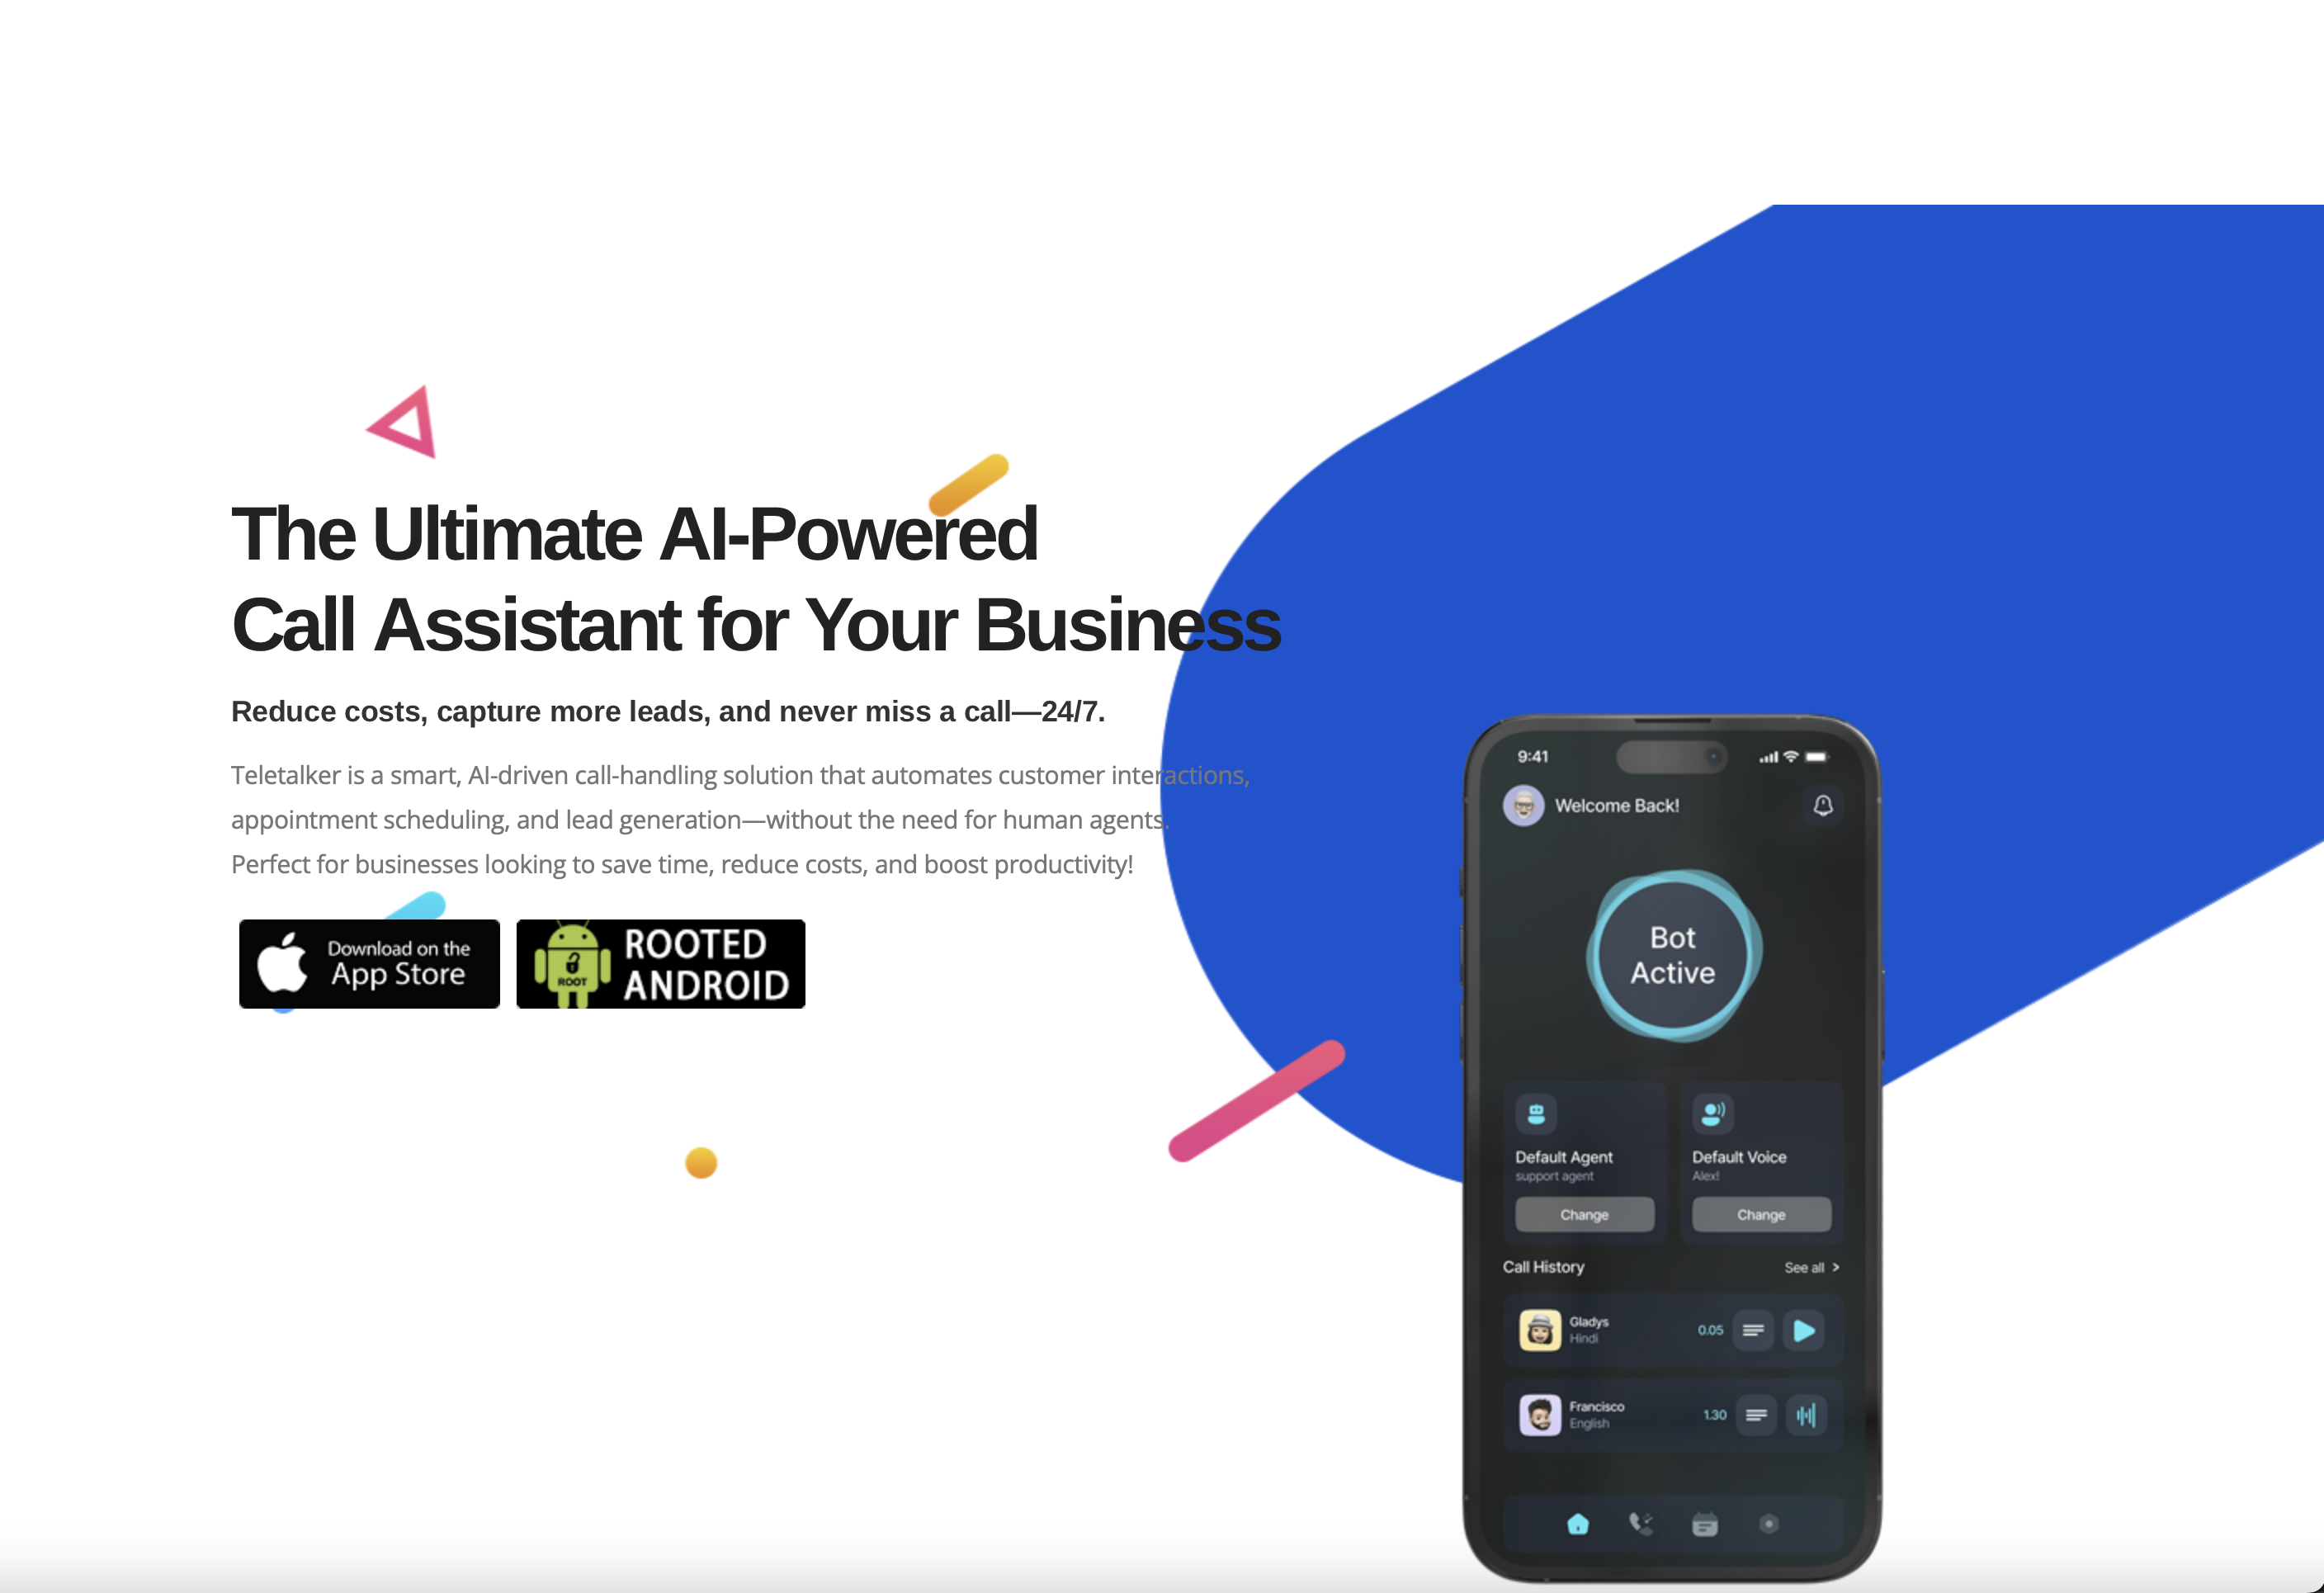 The Ultimate AI-Powered
Call Assistant for Your Business
Reduce costs, capture more leads, and never miss a call—24/7.
Teletalker is a smart, AI-driven call-handling solution that automates customer interactions,
appointment scheduling, and lead generation—without the need for human agents.
Perfect for businesses looking to save time, reduce costs, and boost productivity!
Download on the
App Store
ROOT
ROOTED
ANDROID
9:41
Welcome Back!
Bot
Active
Default Agent
support agent
Change
Default Voice
Alex!
Change
Call History
See all >
Gladys
Hindi
0.05
Francisco
English
1.30